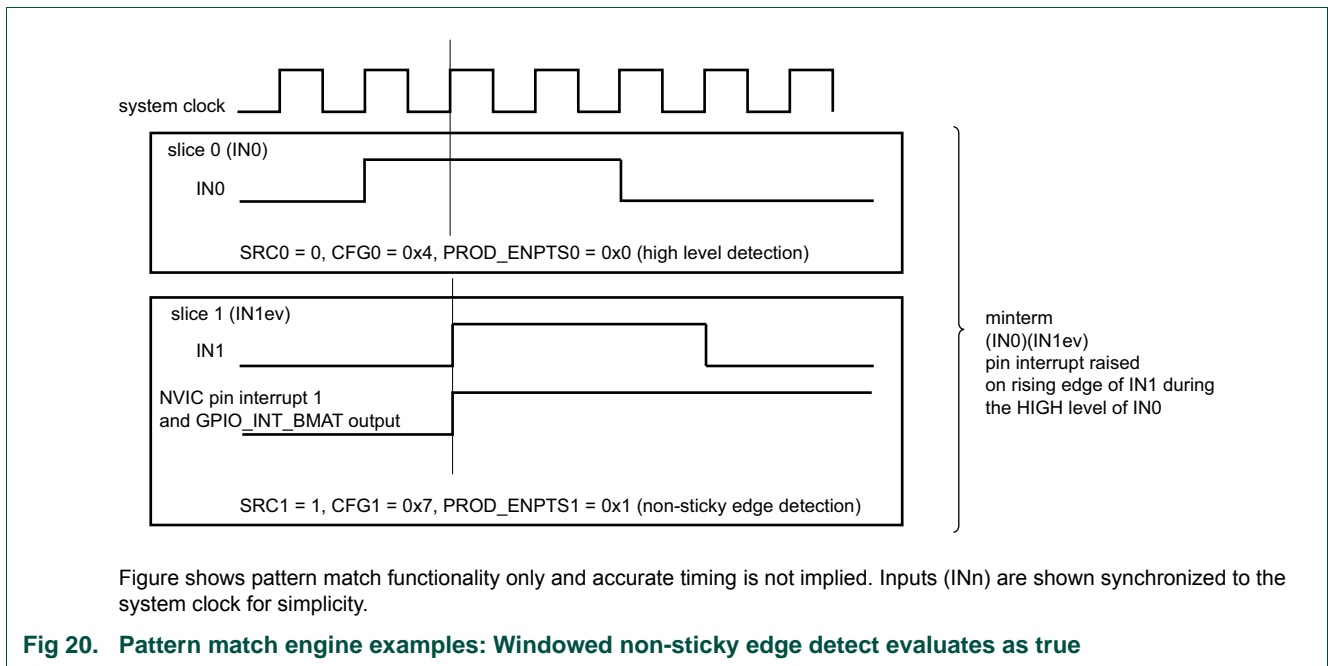 system clock
slice 0 (IN0)
IN0
SRC0 = 0, CFG0 = 0x4, PROD_ENPTS0 = 0x0 (high level detection)
slice 1 (IN1ev)
IN1
NVIC pin interrupt 1
and GPIO_INT_BMAT output
SRC1 = 1, CFG1 = 0x7, PROD_ENPTS1 = 0x1 (non-sticky edge detection)
minterm
(IN0)(IN1ev)
pin interrupt raised
on rising edge of IN1 during
the HIGH level of IN0
Figure shows pattern match functionality only and accurate timing is not implied. Inputs (INn) are shown synchronized to the
system clock for simplicity.
Fig 20. Pattern match engine examples: Windowed non-sticky edge detect evaluates as true